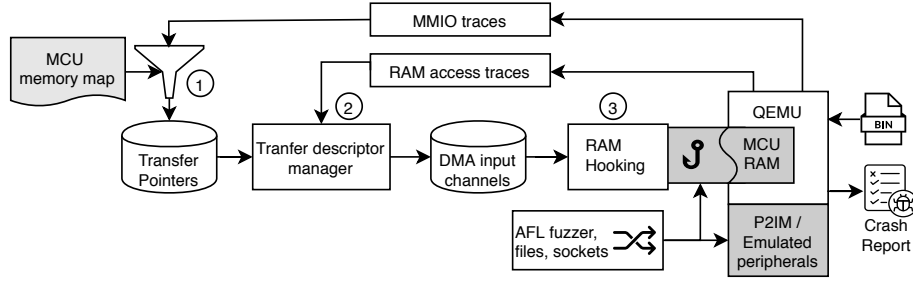 MMIO traces
MCU
memory map
RAM access traces
1
2
3
QEMU
BIN
Transfer
Pointers
Tranfer descriptor
manager
DMA input
channels
RAM
Hooking
MCU
RAM
AFL fuzzer,
files, sockets
P2IM /
Emulated
peripherals
Crash
Report